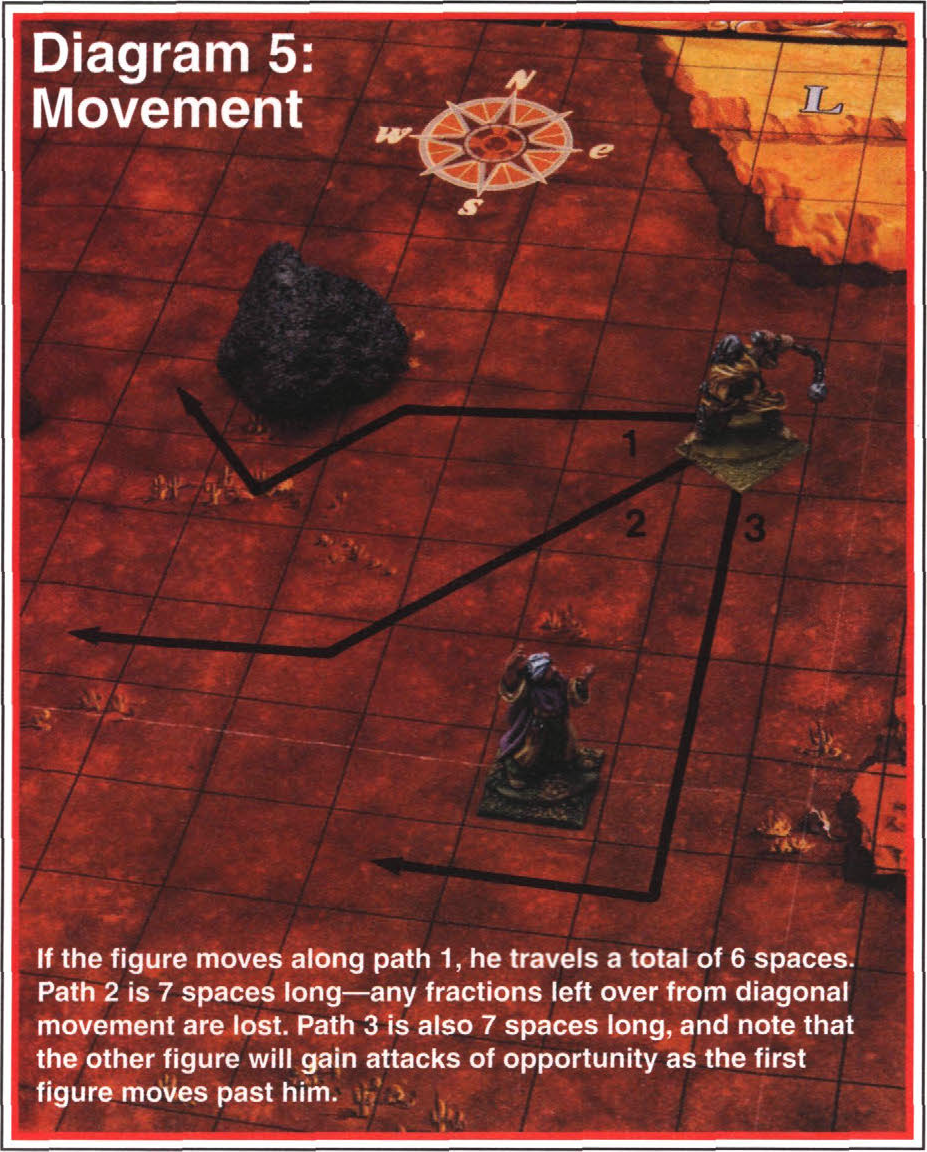 Diagram 5:
Movement
N
W
e
S
L
1
2
3
If the figure moves along path 1, he travels a total of 6 spaces.
Path 2 is 7 spaces long—any fractions left over from diagonal
movement are lost. Path 3 is also 7 spaces long, and note that
the other figure will gain attacks of opportunity as the first
figure moves past him.